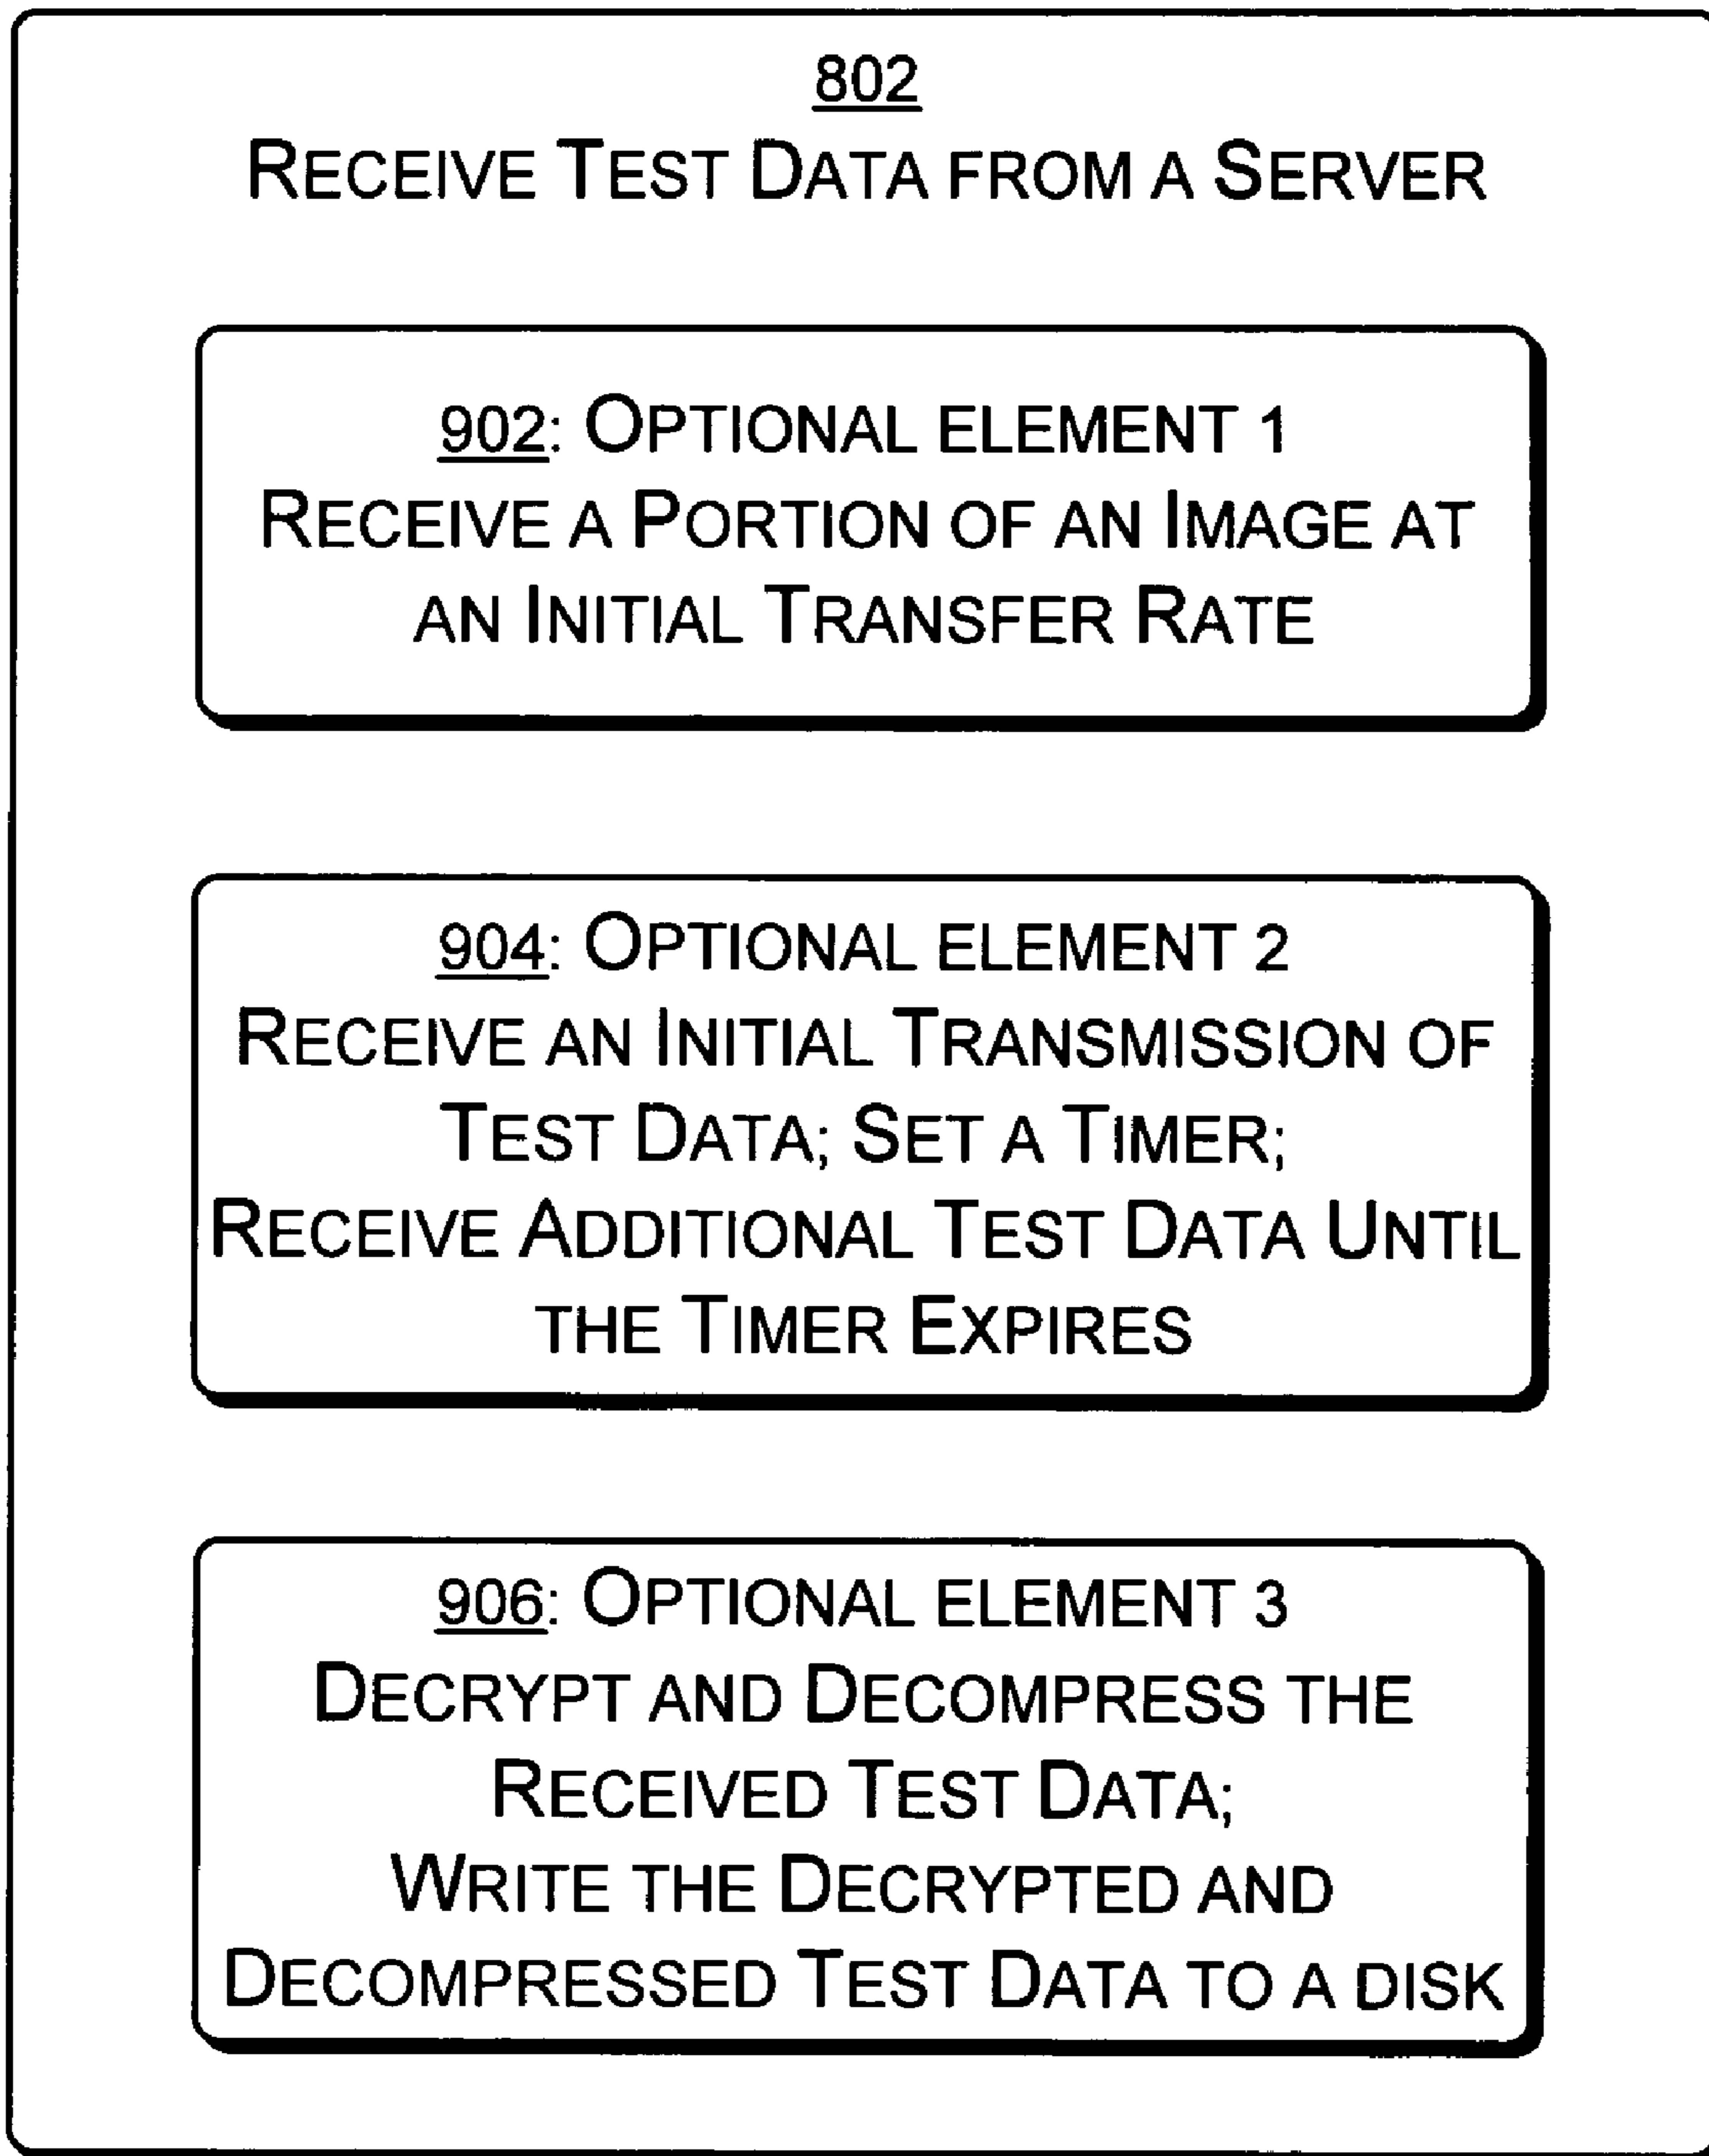 802
RECEIVE TEST DATA FROM A SERVER
902: OPTIONAL ELEMENT 1
RECEIVE A PORTION OF AN IMAGE AT
AN INITIAL TRANSFER RATE
904: OPTIONAL ELEMENT 2
RECEIVE AN INITIAL TRANSMISSION OF
TEST DATA; SET A TIMER;
RECEIVE ADDITIONAL TEST DATA UNTIL
THE TIMER EXPIRES
906: OPTIONAL ELEMENT 3
DECRYPT AND DECOMPRESS THE
RECEIVED TEST DATA;
WRITE THE DECRYPTED AND
DECOMPRESSED TEST DATA TO A DISK